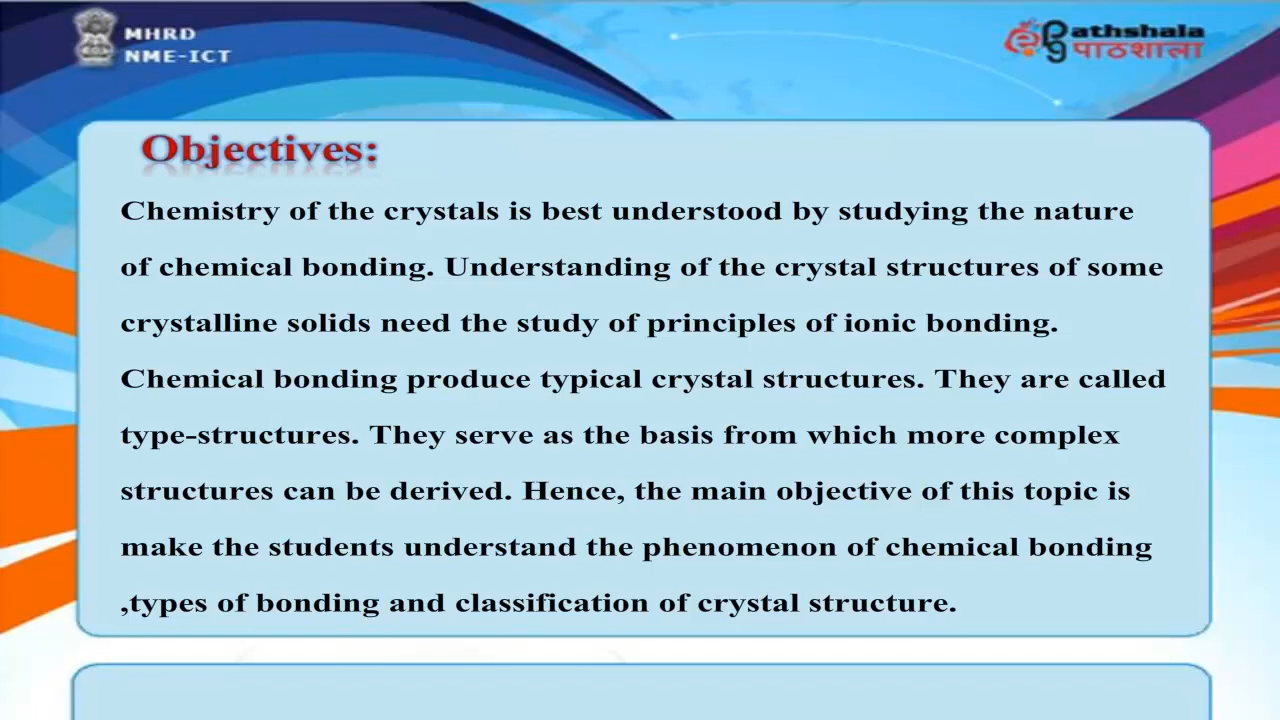 MHRD
NME-ICT
athshala
पाठशाला
Objectives:
Chemistry of the crystals is best understood by studying the nature
of chemical bonding. Understanding of the crystal structures of some
crystalline solids need the study of principles of ionic bonding.
Chemical bonding produce typical crystal structures. They are called
type-structures. They serve as the basis from which more complex
structures can be derived. Hence, the main objective of this topic is
make the students understand the phenomenon of chemical bonding
,types of bonding and classification of crystal structure.